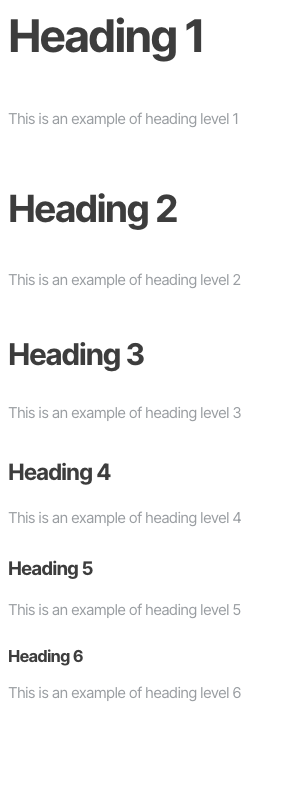 Heading 1
This is an example of heading level 1
Heading 2
This is an example of heading level 2
Heading 3
This is an example of heading level 3
Heading 4
This is an example of heading level 4
Heading 5
This is an example of heading level 5
Heading 6
This is an example of heading level 6